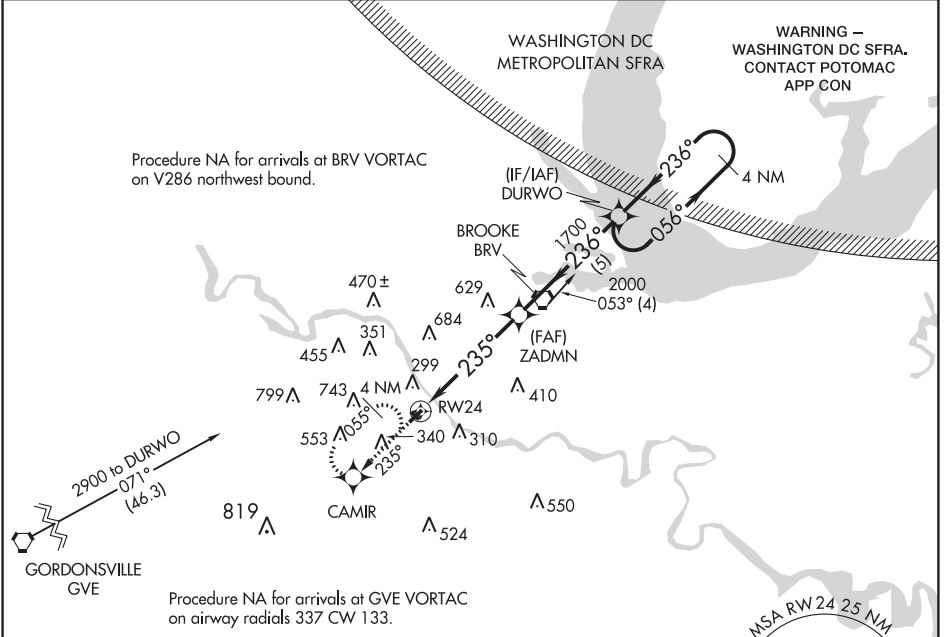 WASHINGTON DC
METROPOLITAN SFRA
WARNING –
WASHINGTON DC SFRA.
CONTACT POTOMAC
APP CON
Procedure NA for arrivals at BRV VORTAC
on V286 northwest bound.
(IF/IAF)
DURWO
236°
4 NM
056°
BROOKE
BRV
1700
236°
(5)
2000
053° (4)
470 ±
629
(FAF)
ZADMN
684
351
455
235°
299
799
743
4 NM
410
RW24
055°
553
340
310
235°
2900 to DURWO
071°
(46.3)
CAMIR
819
550
524
GORDONSVILLE
GVE
Procedure NA for arrivals at GVE VORTAC
on airway radials 337 CW 133.
MSA RW24 25 NM